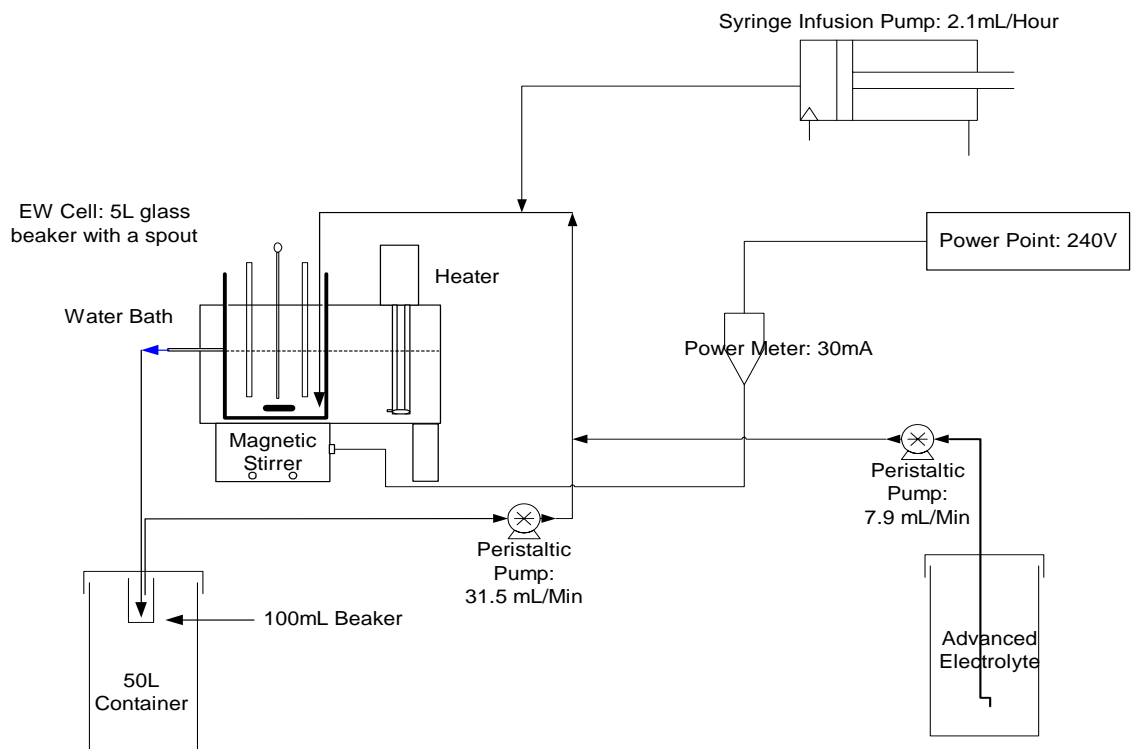 Syringe Infusion Pump: 2.1mL/Hour
EW Cell: 5L glass
beaker with a spout
Power Point: 240V
Heater
Water Bath
Power Meter: 30mA
Magnetic
Stirrer
Peristaltic
Pump:
7.9 mL/Min
Peristaltic
Pump:
31.5 mL/Min
100mL Beaker
Advanced
Electrolyte
50L
Container